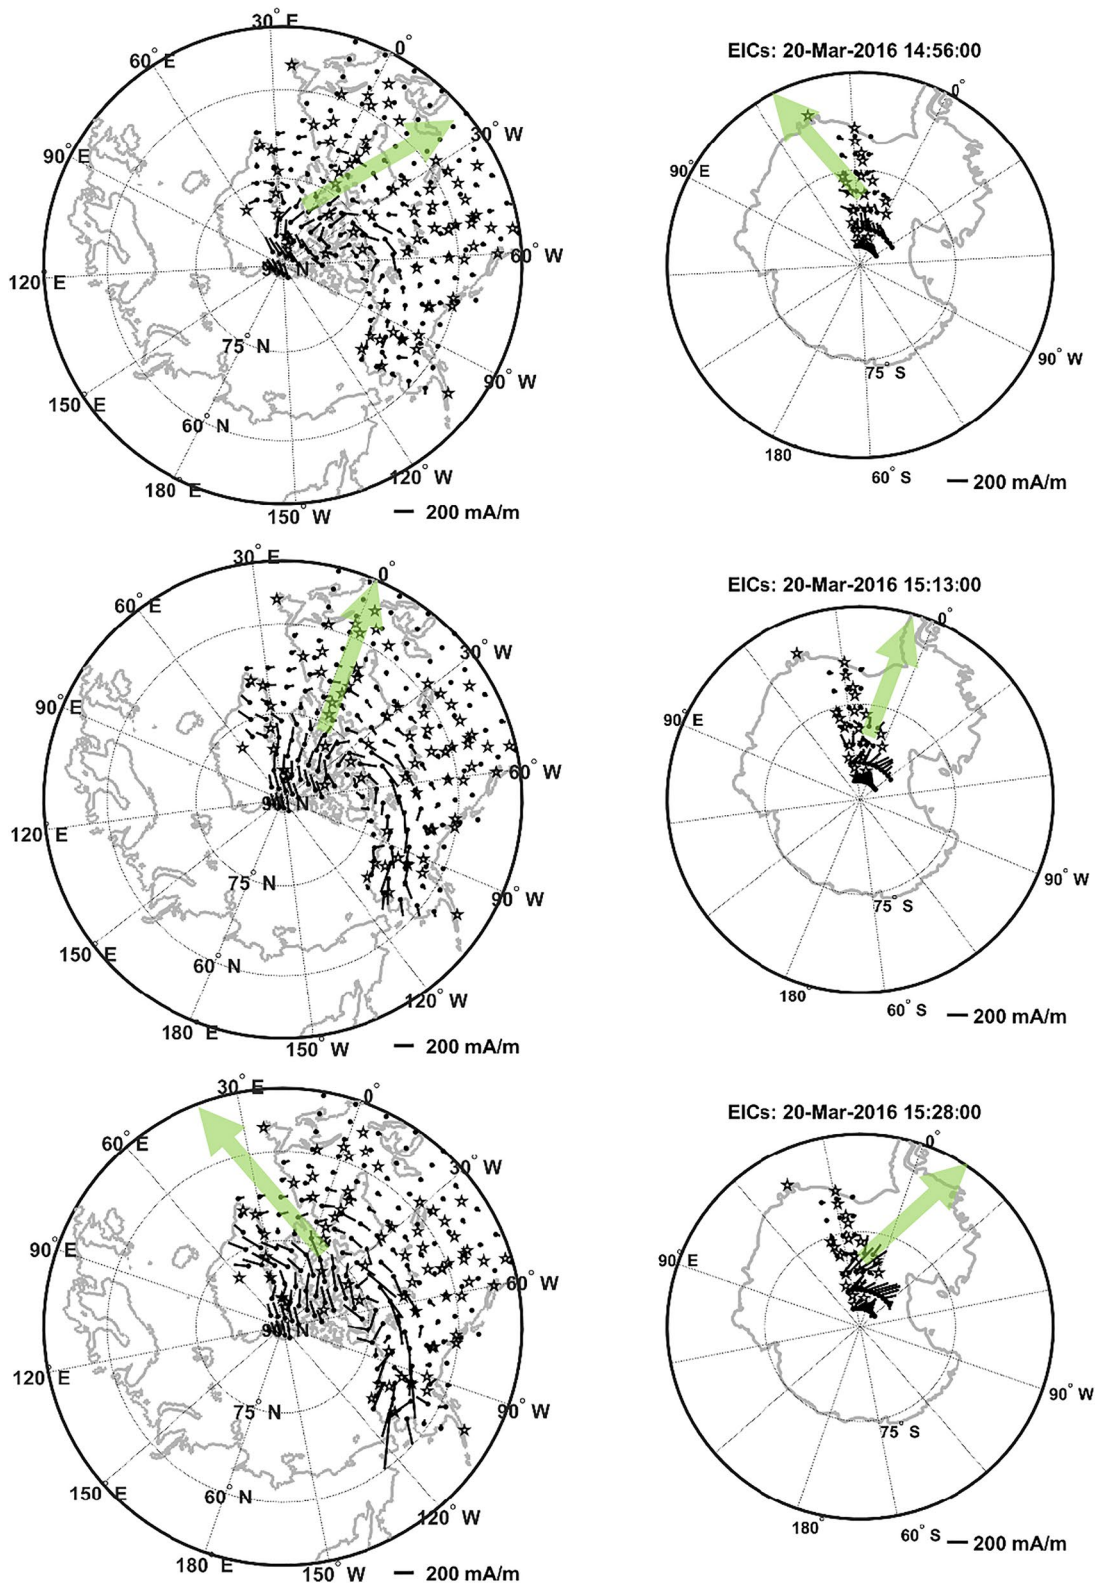 30° E
0°
60° E
30° W
90° E
60° W
120° E
90° N
75° N
90° W
150° E
60° N
120° W
180° E
150° W
200 mA/m
EICs: 20-Mar-2016 14:56:00
0°
90° E
90° W
75° S
180°
60° S
200 mA/m
30° E
0°
60° E
30° W
90° E
60° W
120° E
90° N
75° N
90° W
150° E
60° N
120° W
180° E
150° W
200 mA/m
EICs: 20-Mar-2016 15:13:00
0°
90° E
90° W
75° S
180°
60° S
200 mA/m
30° E
0°
60° E
30° W
90° E
60° W
120° E
90° N
75° N
90° W
150° E
60° N
120° W
180° E
150° W
200 mA/m
EICs: 20-Mar-2016 15:28:00
0°
90° E
90° W
75° S
180°
60° S
200 mA/m